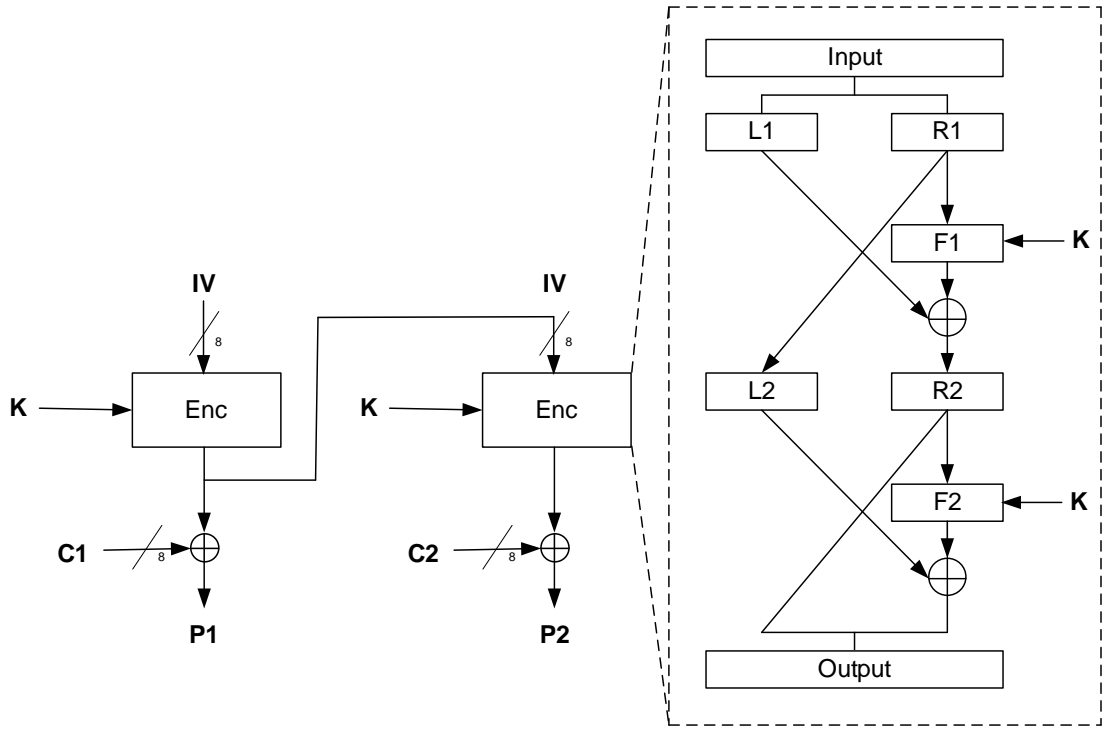 Input
L1 R1
F1 K
IV IV
8 8
L2 R2
K Enc K Enc
F2 K
C1 8 C2 8
P1 P2
Output